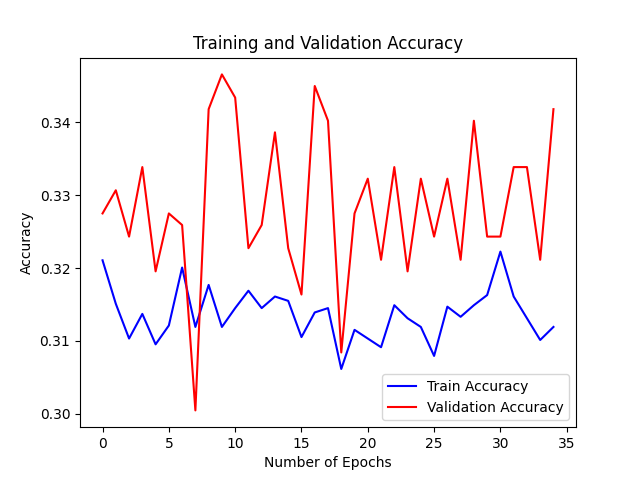 Training and Validation Accuracy
Accuracy
0.34
0.33
0.32
0.31
0.30
0 5 10 15 20 25 30 35
Number of Epochs
Train Accuracy
Validation Accuracy